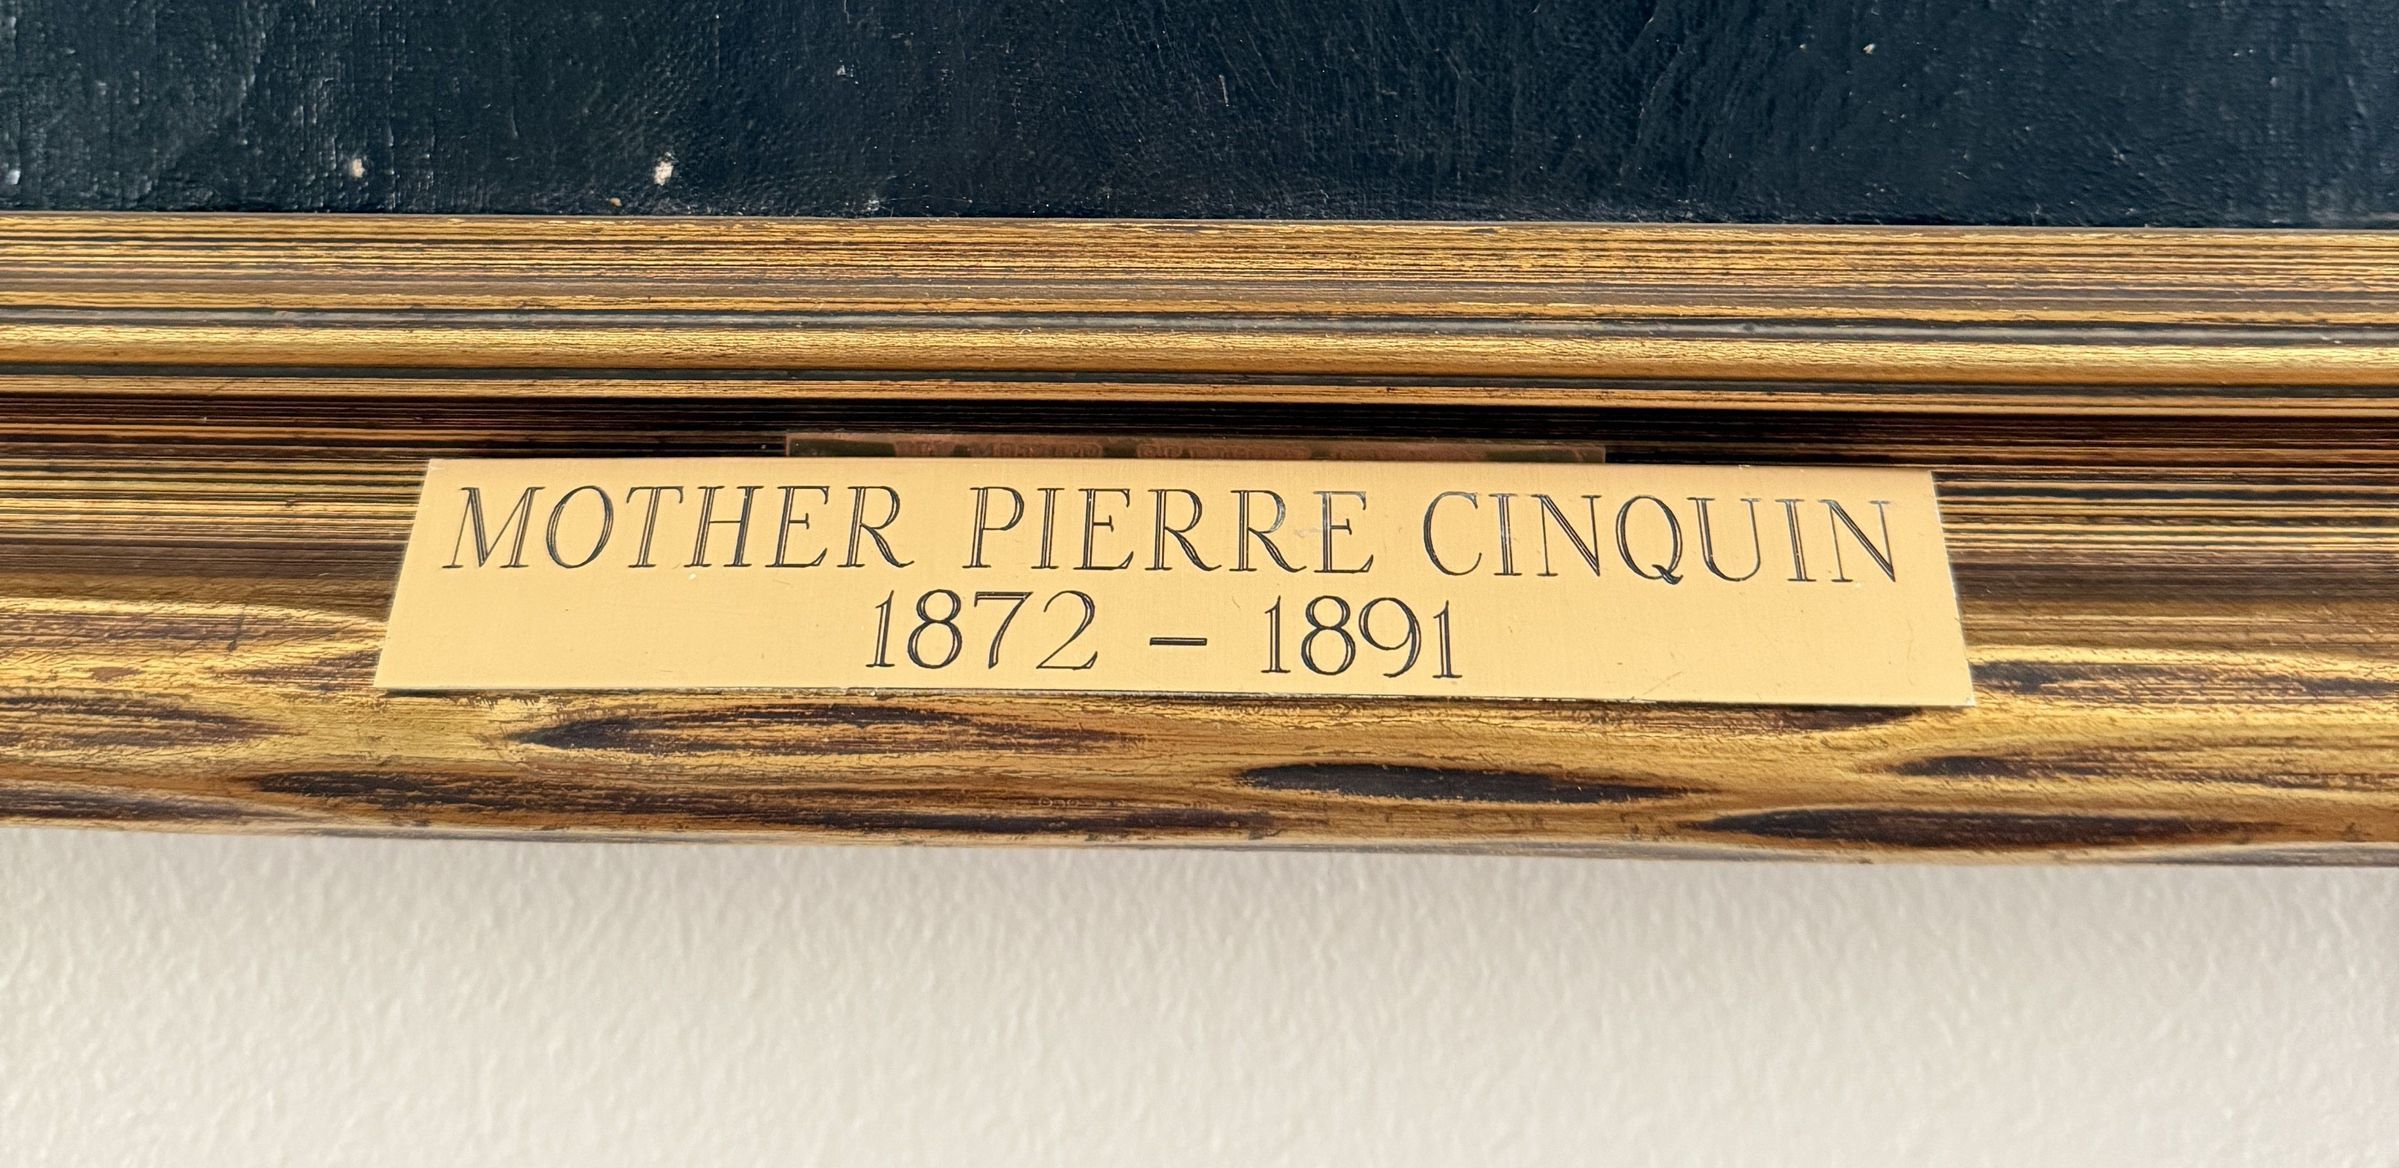 MOTHER PIERRE CINQUIN
1872 – 1891